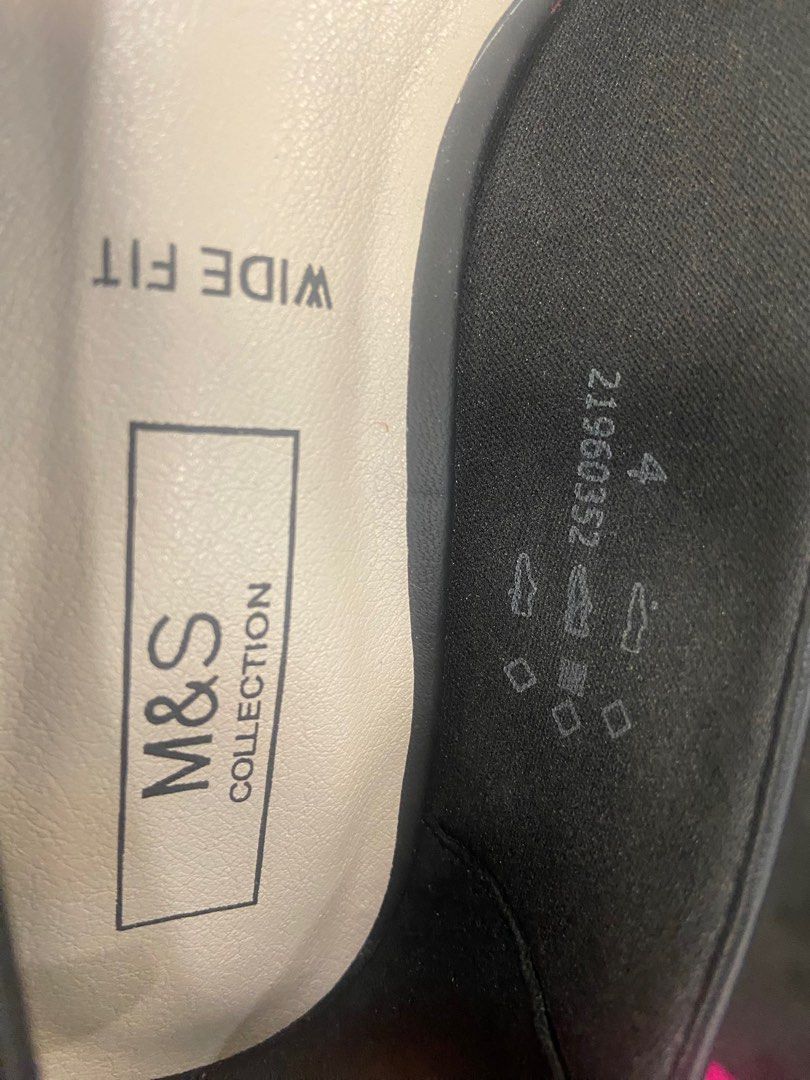 WIDE FIT
M&S
COLLECTION
4
21960352